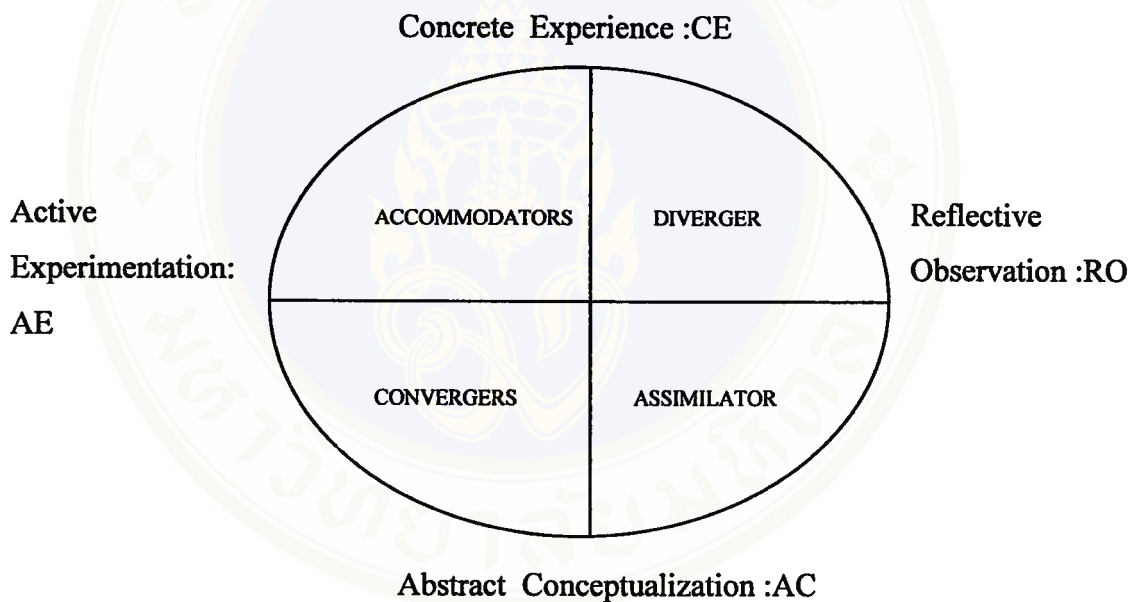 Concrete Experience :CE
ACCOMMODATORS
DIVERGER
Active
Experimentation:
AE
Reflective
Observation :RO
CONVERGERS
ASSIMILATOR
Abstract Conceptualization :AC